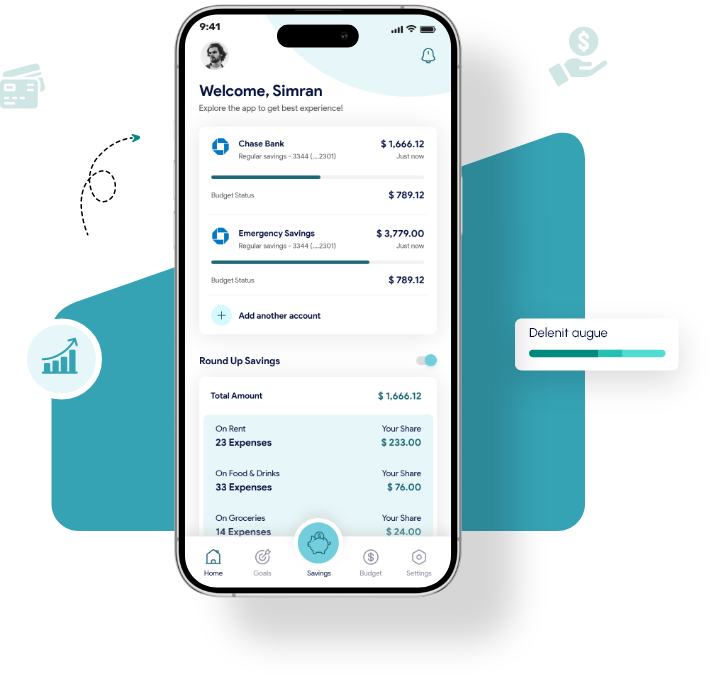 9:41
Welcome, Simran
Explore the app to get best experience!
Chase Bank $ 1,666.12
Regular savings - 3344 (...2301) Just now
Budget Status $ 789.12
Emergency Savings $ 3,779.00
Regular savings - 3344 (...2301) Just now
Budget Status $ 789.12
Add another account
Delenit augue
Round Up Savings
Total Amount $ 1,666.12
On Rent Your Share
23 Expenses $ 233.00
On Food & Drinks Your Share
33 Expenses $ 76.00
On Groceries Your Share
14 Expenses $ 24.00
Home Goals Savings Budget Settings